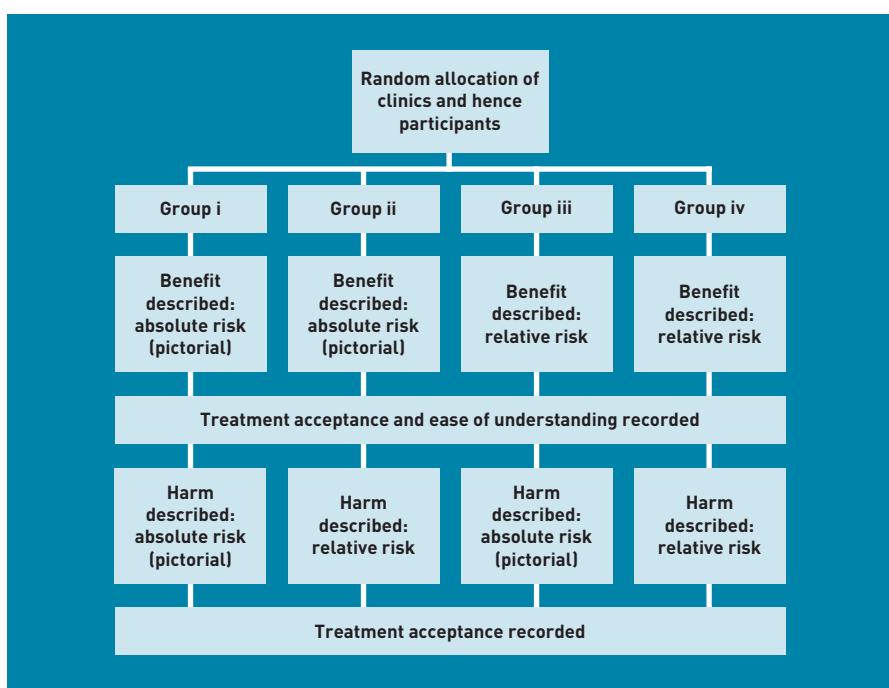 Random allocation of
clinics and hence
participants
Group i
Group ii
Group iii
Group iv
Benefit
described:
absolute risk
(pictorial)
Benefit
described:
absolute risk
(pictorial)
Benefit
described:
relative risk
Benefit
described:
relative risk
Treatment acceptance and ease of understanding recorded
Harm
described:
absolute risk
(pictorial)
Harm
described:
relative risk
Harm
described:
absolute risk
(pictorial)
Harm
described:
relative risk
Treatment acceptance recorded